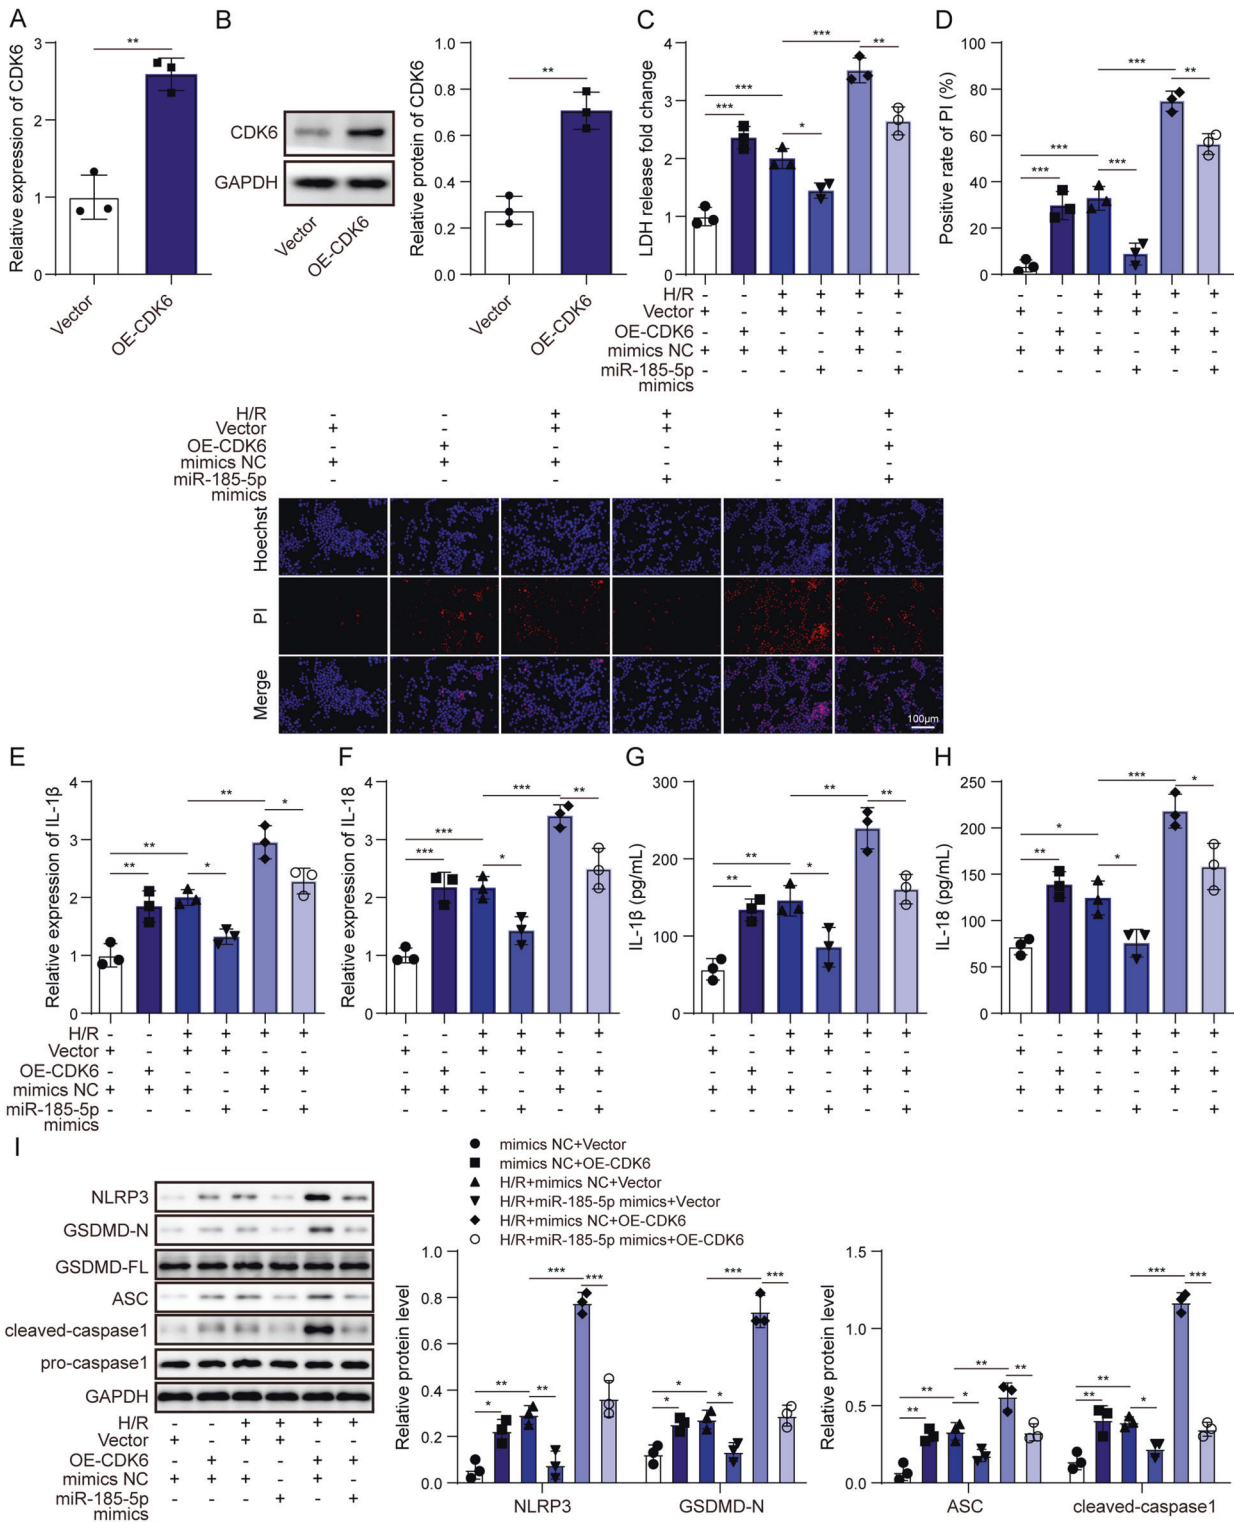 A
B
C
D
Relative expression of CDK6
3
2
1
0
**
Vector
OE-CDK6
CDK6
GAPDH
Vector
OE-CDK6
Relative protein of CDK6
1.0
0.8
0.6
0.4
0.2
0.0
**
Vector
OE-CDK6
LDH release fold change
4
3
2
1
0
*** *** * *** **
H/R - - + + + +
Vector + - + + - -
OE-CDK6 - + - - + +
mimics NC + + + - + -
miR-185-5p mimics - - - + - +
Positive rate of PI (%)
100
80
60
40
20
0
*** *** *** *** **
- - + + + +
+ - + + - -
- + - - + +
+ + + - + -
- - - + - +
H/R - - + + + +
Vector + - + + - -
OE-CDK6 - + - - + +
mimics NC + + + - + -
miR-185-5p mimics - - - + - +
Hoechst
PI
Merge
100μm
E
F
G
H
Relative expression of IL-1β
4
3
2
1
0
** ** * ** *
H/R - - + + + +
Vector + - + + - -
OE-CDK6 - + - - + +
mimics NC + + + - + -
miR-185-5p mimics - - - + - +
Relative expression of IL-18
4
3
2
1
0
*** *** * *** **
- - + + + +
+ - + + - -
- + - - + +
+ + + - + -
- - - + - +
IL-1β (pg/mL)
300
200
100
0
** ** * ** **
- - + + + +
+ - + + - -
- + - - + +
+ + + - + -
- - - + - +
IL-18 (pg/mL)
250
200
150
100
50
0
** * * *** *
- - + + + +
+ - + + - -
- + - - + +
+ + + - + -
- - - + - +
I
NLRP3
GSDMD-N
GSDMD-FL
ASC
cleaved-caspase1
pro-caspase1
GAPDH
H/R - - + + + +
Vector + - + + - -
OE-CDK6 - + - - + +
mimics NC + + + - + -
miR-185-5p mimics - - - + - +
mimics NC+Vector
mimics NC+OE-CDK6
H/R+mimics NC+Vector
H/R+miR-185-5p mimics+Vector
H/R+mimics NC+OE-CDK6
H/R+miR-185-5p mimics+OE-CDK6
Relative protein level
1.0
0.8
0.6
0.4
0.2
0.0
* ** ** *** ***
* * * *** ***
NLRP3
GSDMD-N
Relative protein level
1.5
1.0
0.5
0.0
** ** * ** **
** ** * *** ***
ASC
cleaved-caspase1